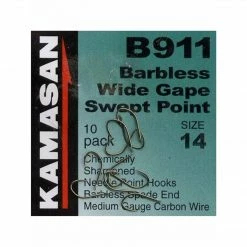 KAMASAN
B911
Barbless
Wide Gape
Swept Point
10
pack
SIZE
14
Chemically
Sharpened
Needle Point Hooks
Barbless Spade End
Medium Gauge Carbon Wire